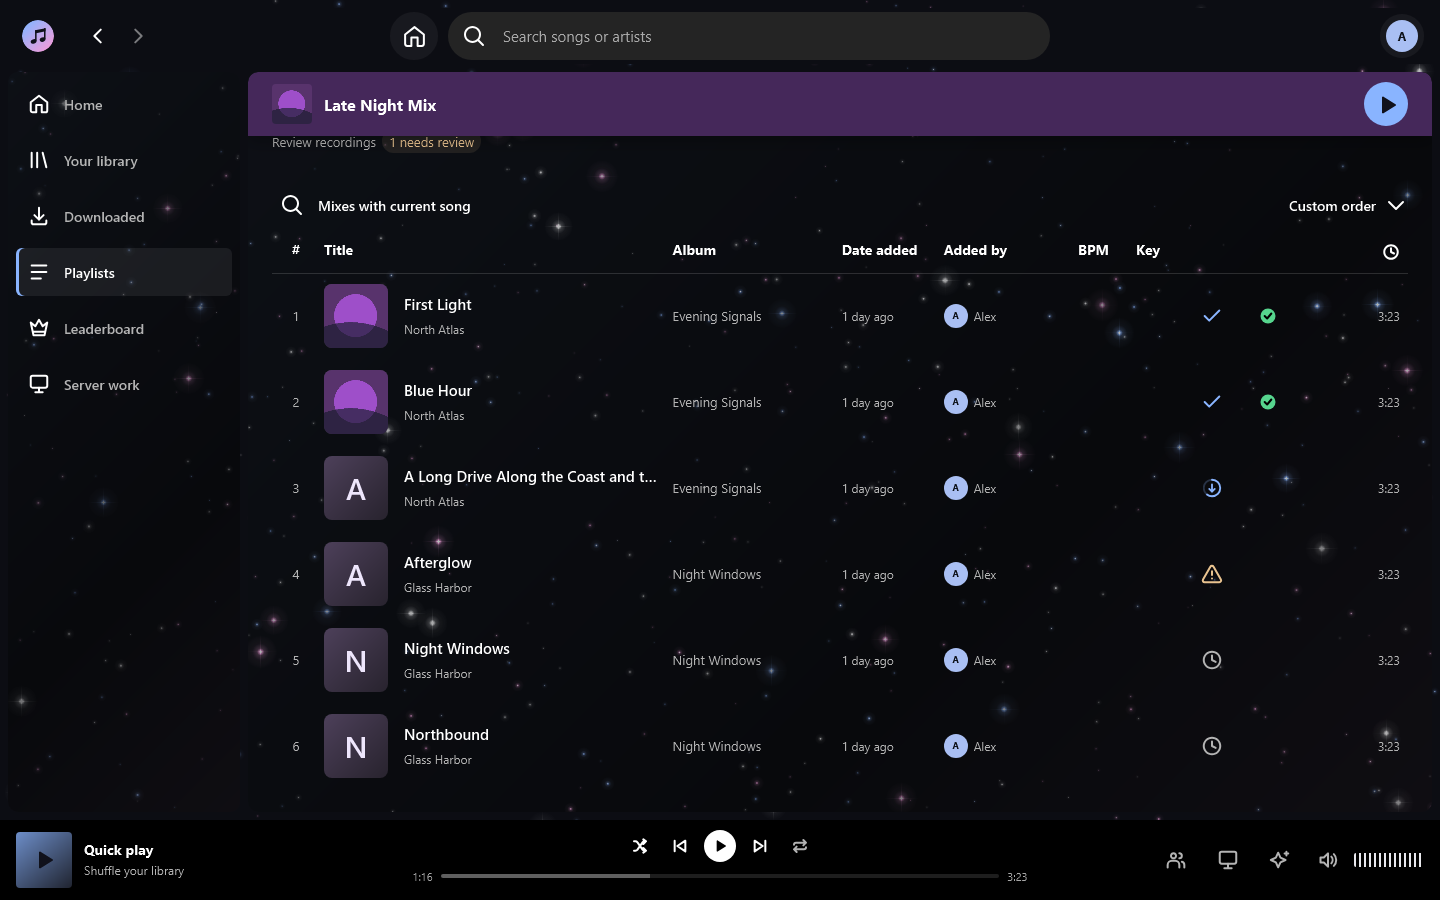 Search songs or artists
A
Home
Your library
Downloaded
Playlists
Leaderboard
Server work
Late Night Mix
Review recordings 1 needs review
Mixes with current song
Custom order
# Title Album Date added Added by BPM Key
1 First Light North Atlas Evening Signals 1 day ago A Alex 3:23
2 Blue Hour North Atlas Evening Signals 1 day ago A Alex 3:23
3 A A Long Drive Along the Coast and t... North Atlas Evening Signals 1 day ago A Alex 3:23
4 A Afterglow Glass Harbor Night Windows 1 day ago A Alex 3:23
5 N Night Windows Glass Harbor Night Windows 1 day ago A Alex 3:23
6 N Northbound Glass Harbor Night Windows 1 day ago A Alex 3:23
Quick play
Shuffle your library
1:16 3:23